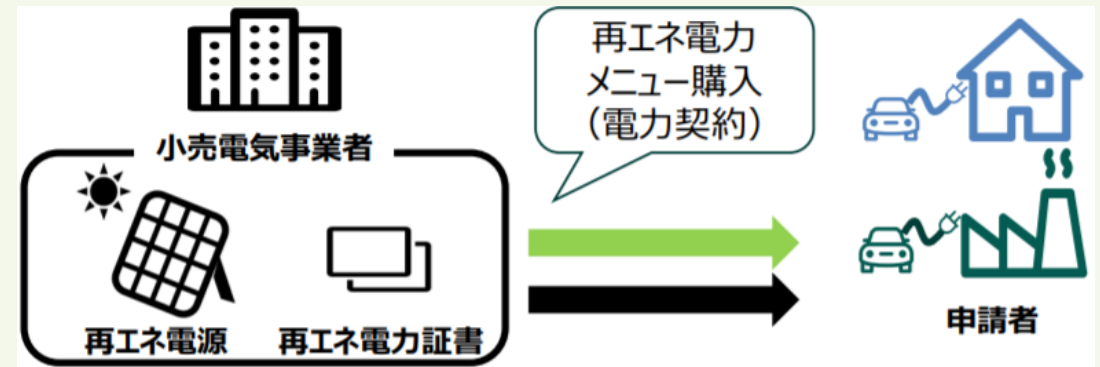 再エネ電力
メニュー購入
（電力契約）
小売電気事業者
再エネ電源
再エネ電力証書
申請者